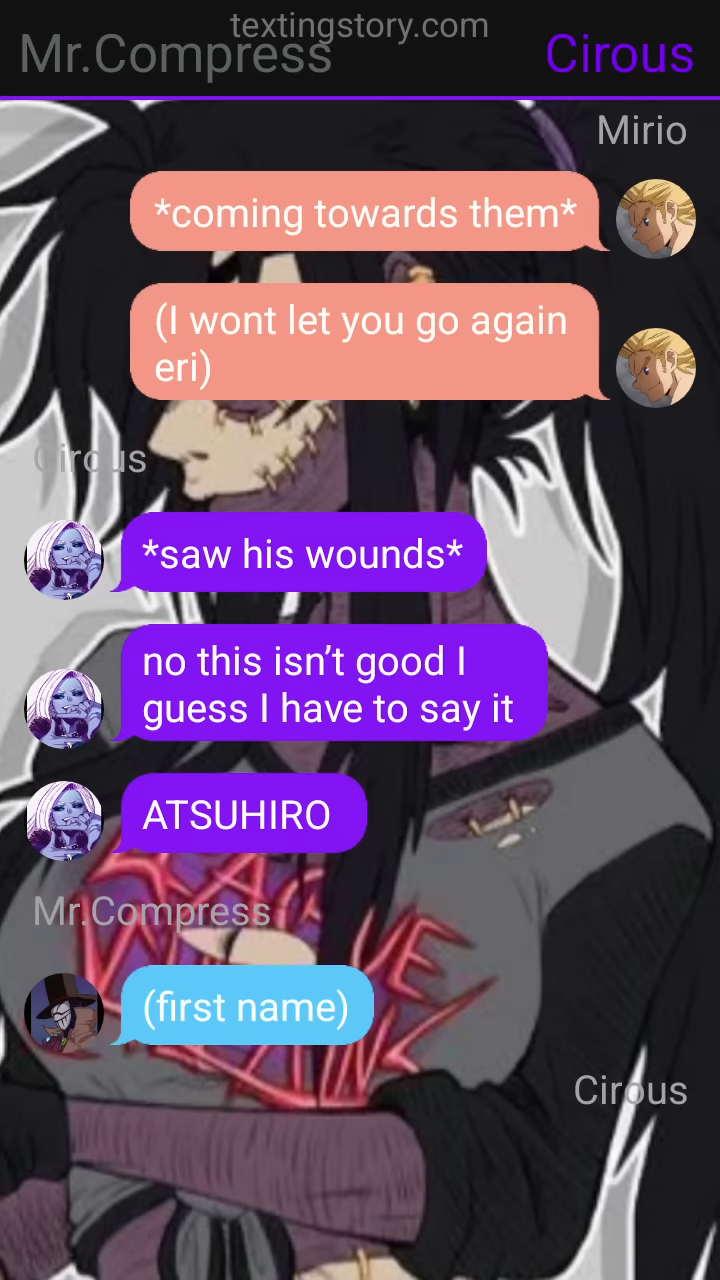 textingstory.com
Mr.Compress
Cirous
Mirio
*coming towards them*
(I wont let you go again
eri)
Cirous
*saw his wounds*
no this isn’t good I
guess I have to say it
ATSUHIRO
Mr.Compress
(first name)
Cirous